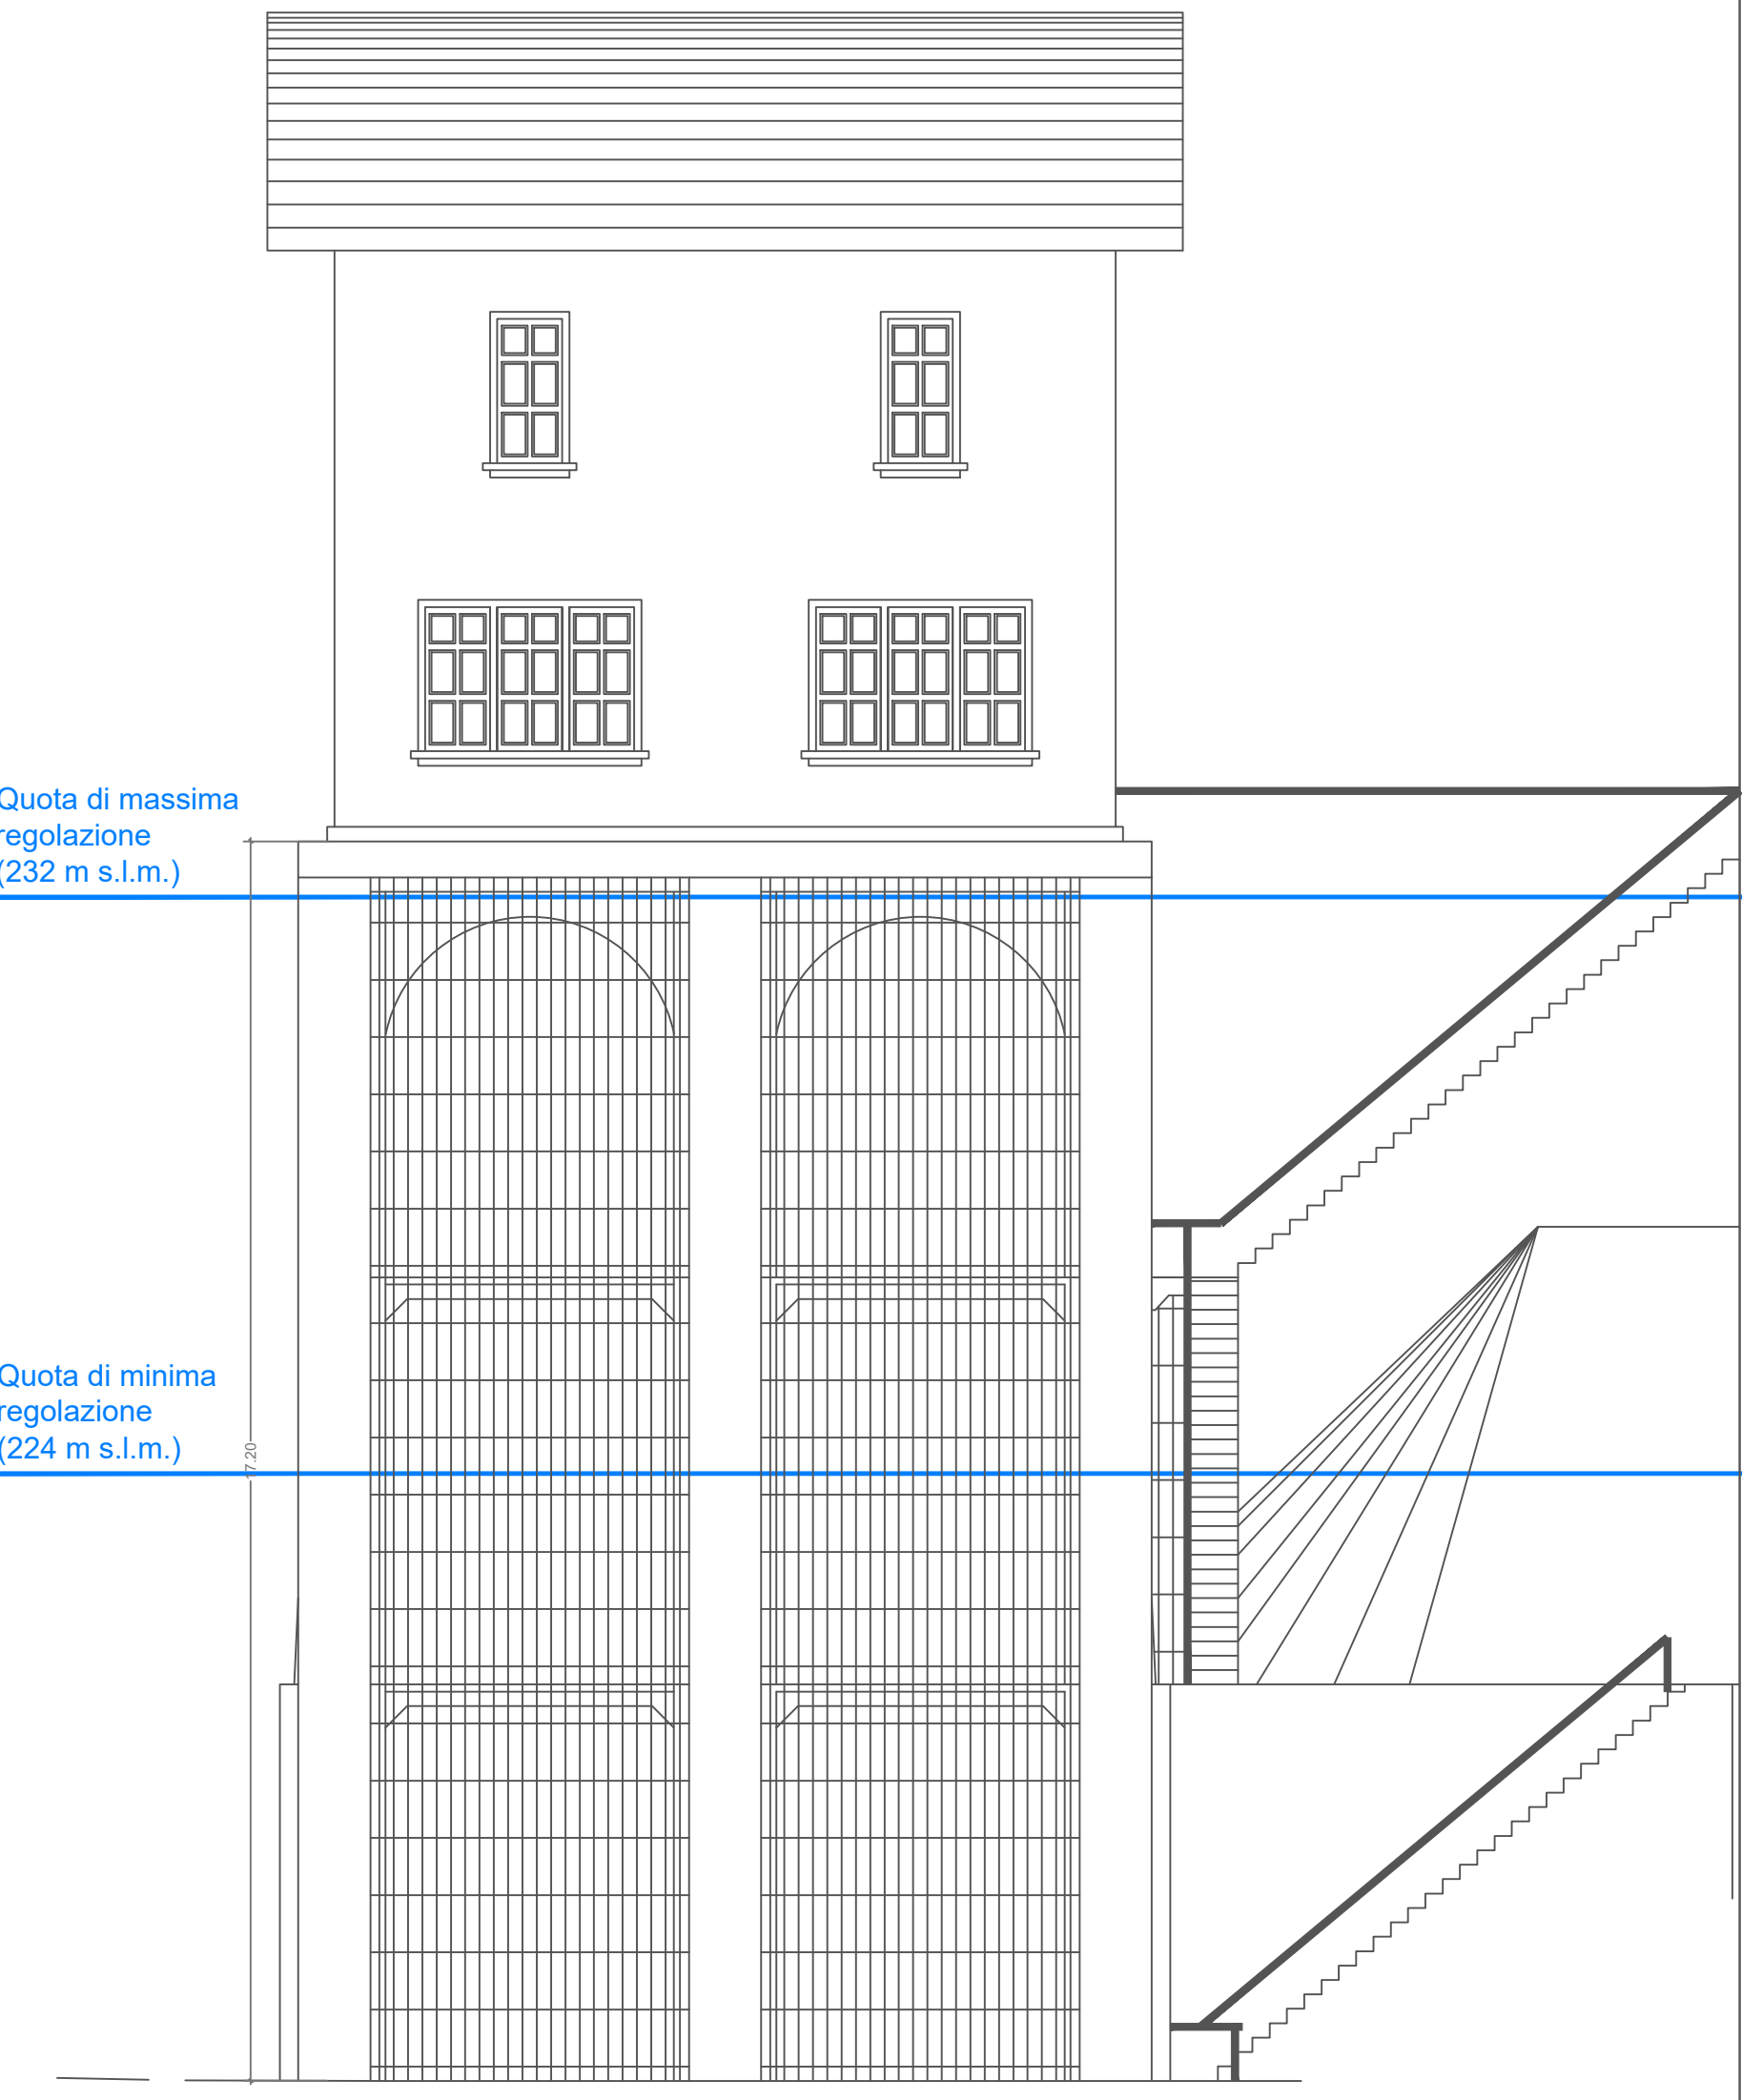 Quota di massima
regolazione
(232 m s.l.m.)
Quota di minima
regolazione
(224 m s.l.m.)
17.20